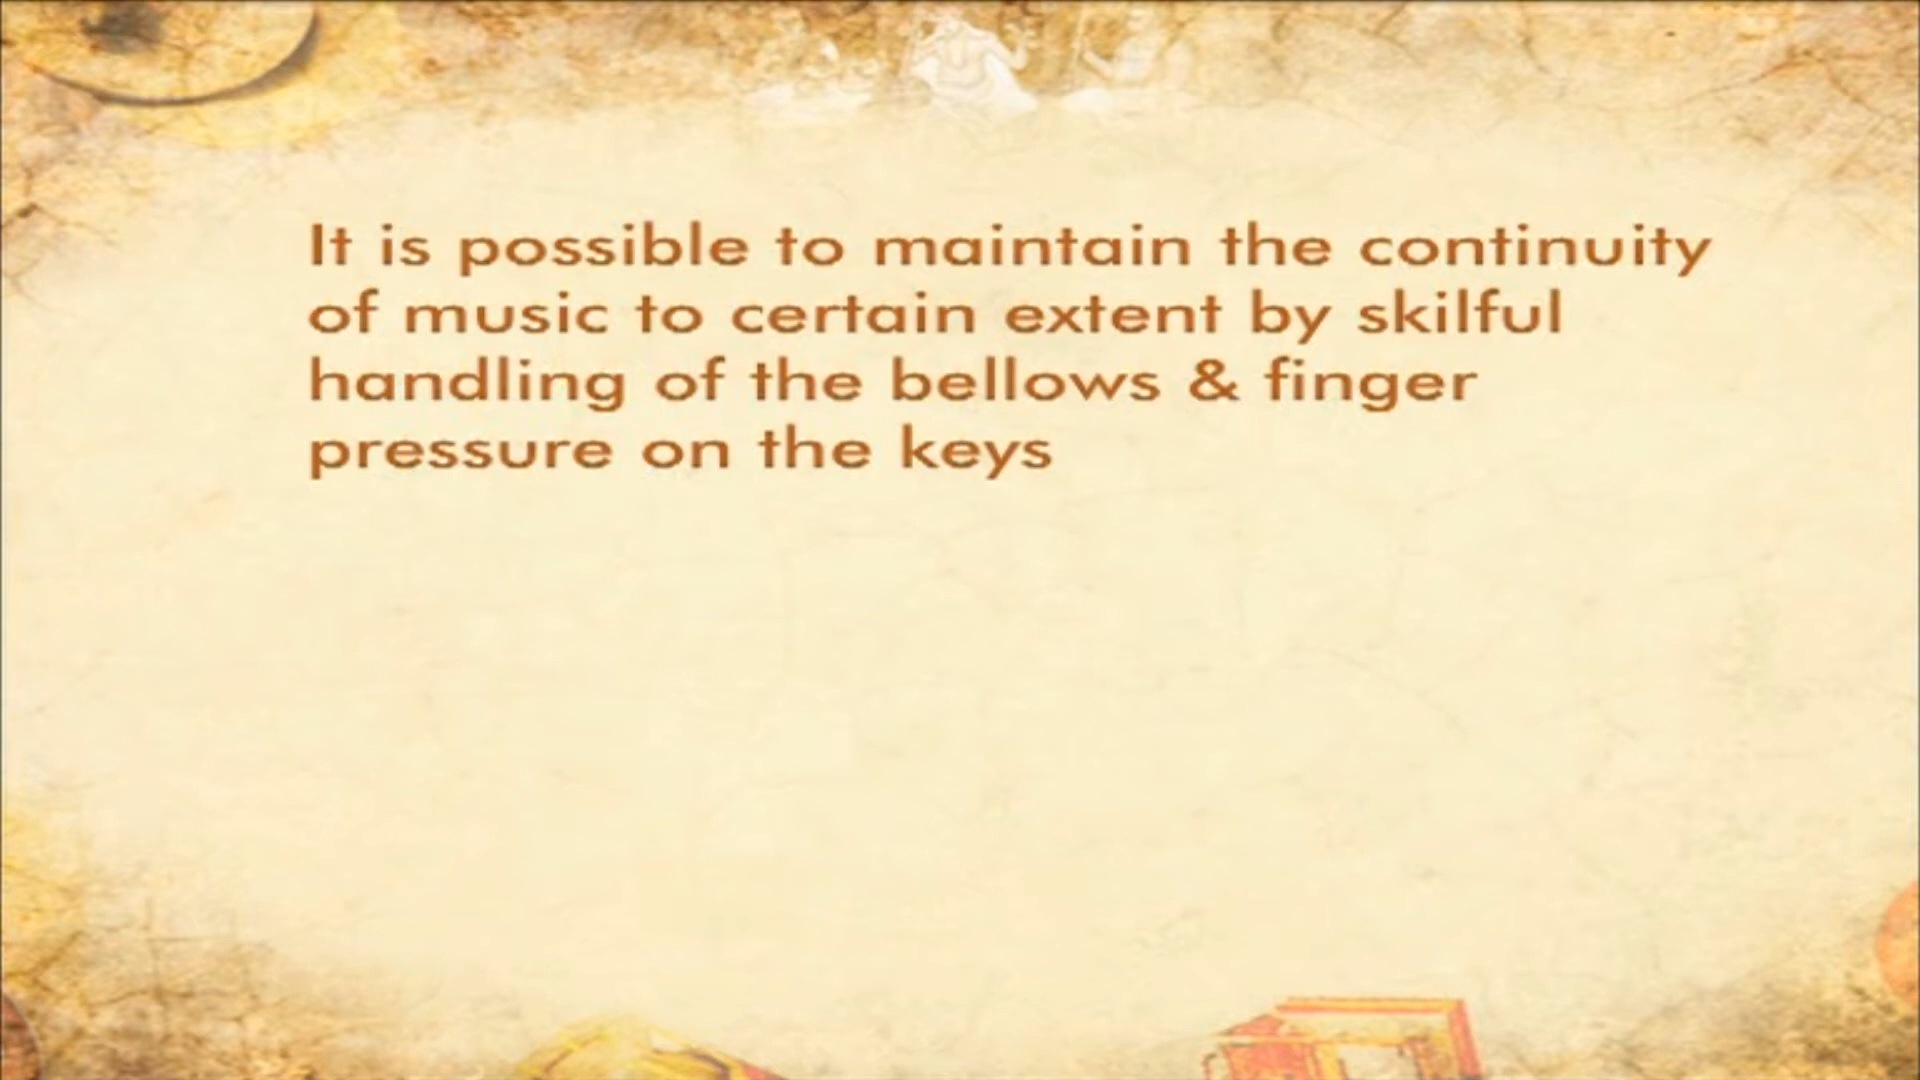 It is possible to maintain the continuity
of music to certain extent by skilful
handling of the bellows & finger
pressure on the keys